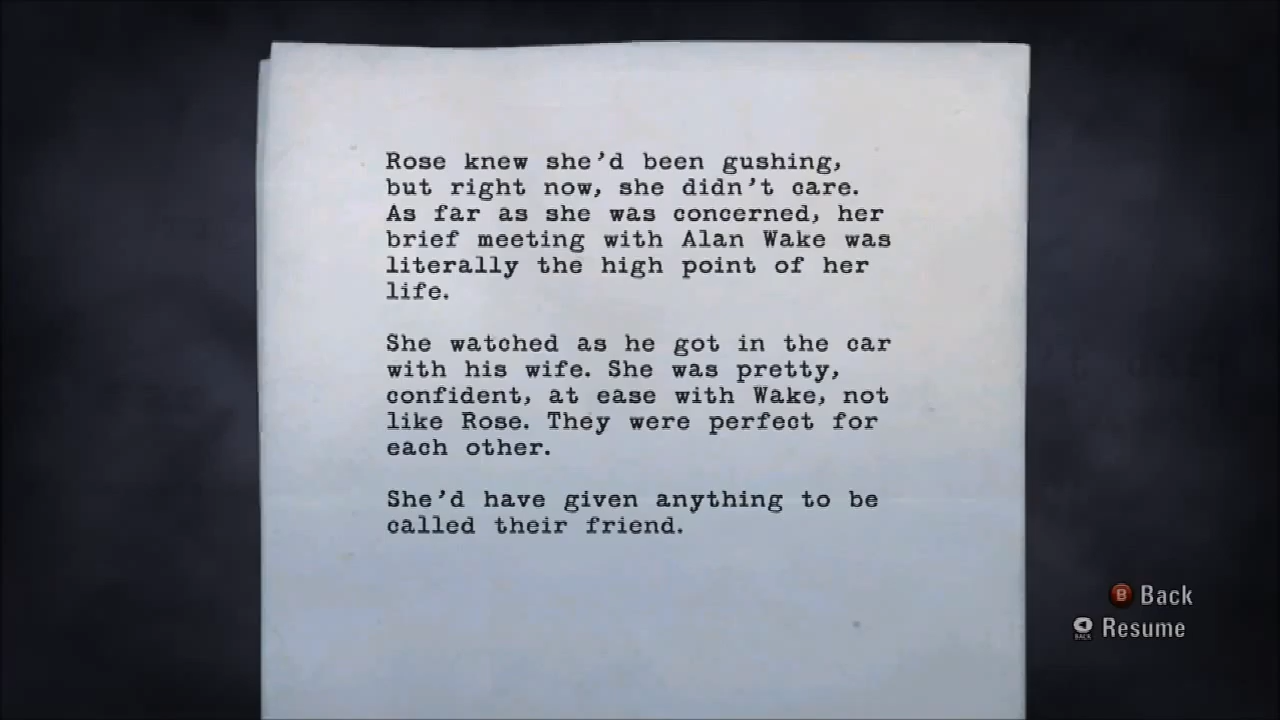 Rose knew she'd been gushing,
but right now, she didn't care.
As far as she was concerned, her
brief meeting with Alan Wake was
literally the high point of her
life.
She watched as he got in the car
with his wife. She was pretty,
confident, at ease with Wake, not
like Rose. They were perfect for
each other.
She'd have given anything to be
called their friend.
B Back
BACK Resume